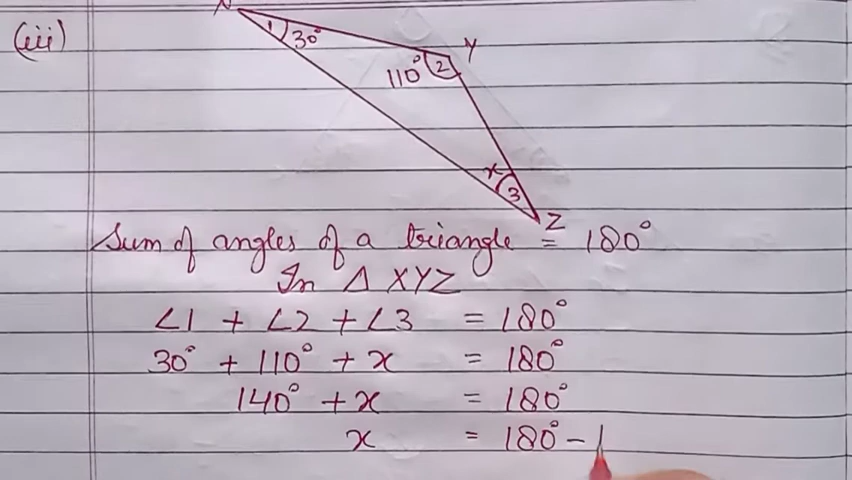 (iii)
1 30°
Y
110° 2
x
3
Z
Sum of angles of a triangle = 180°
In Δ XYZ
∠1 + ∠2 + ∠3 = 180°
30° + 110° + x = 180°
140° + x = 180°
x = 180° - 1